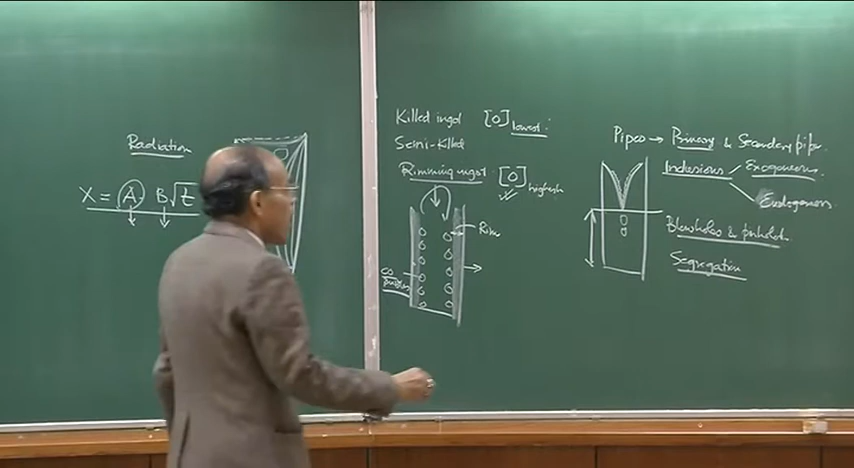 Radiation
X = A B√t
Killed ingot [O] lowest
Semi-killed
Rimming ingot [O] highest
Rim
CO
Pipes → Primary & Secondary pipe
Inclusions
Exogeneous
Endogeneous
Blowholes & pinholes
Segregation